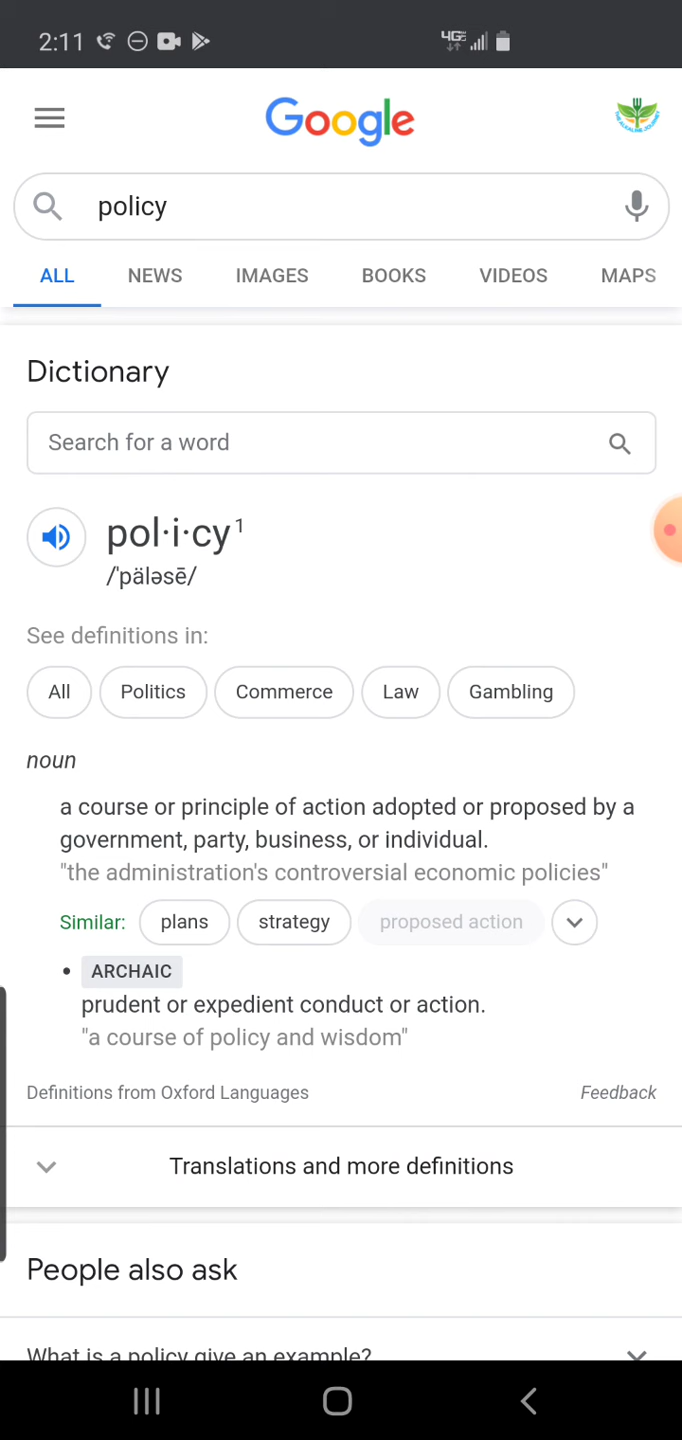 2:11
4G
Google
THE ALKALINE JOURNEY
policy
ALL NEWS IMAGES BOOKS VIDEOS MAPS
Dictionary
Search for a word
pol·i·cy¹
/ˈpäləsē/
See definitions in:
All Politics Commerce Law Gambling
noun
a course or principle of action adopted or proposed by a
government, party, business, or individual.
"the administration's controversial economic policies"
Similar: plans strategy proposed action
• ARCHAIC
prudent or expedient conduct or action.
"a course of policy and wisdom"
Definitions from Oxford Languages Feedback
Translations and more definitions
People also ask
What is a policy give an example?